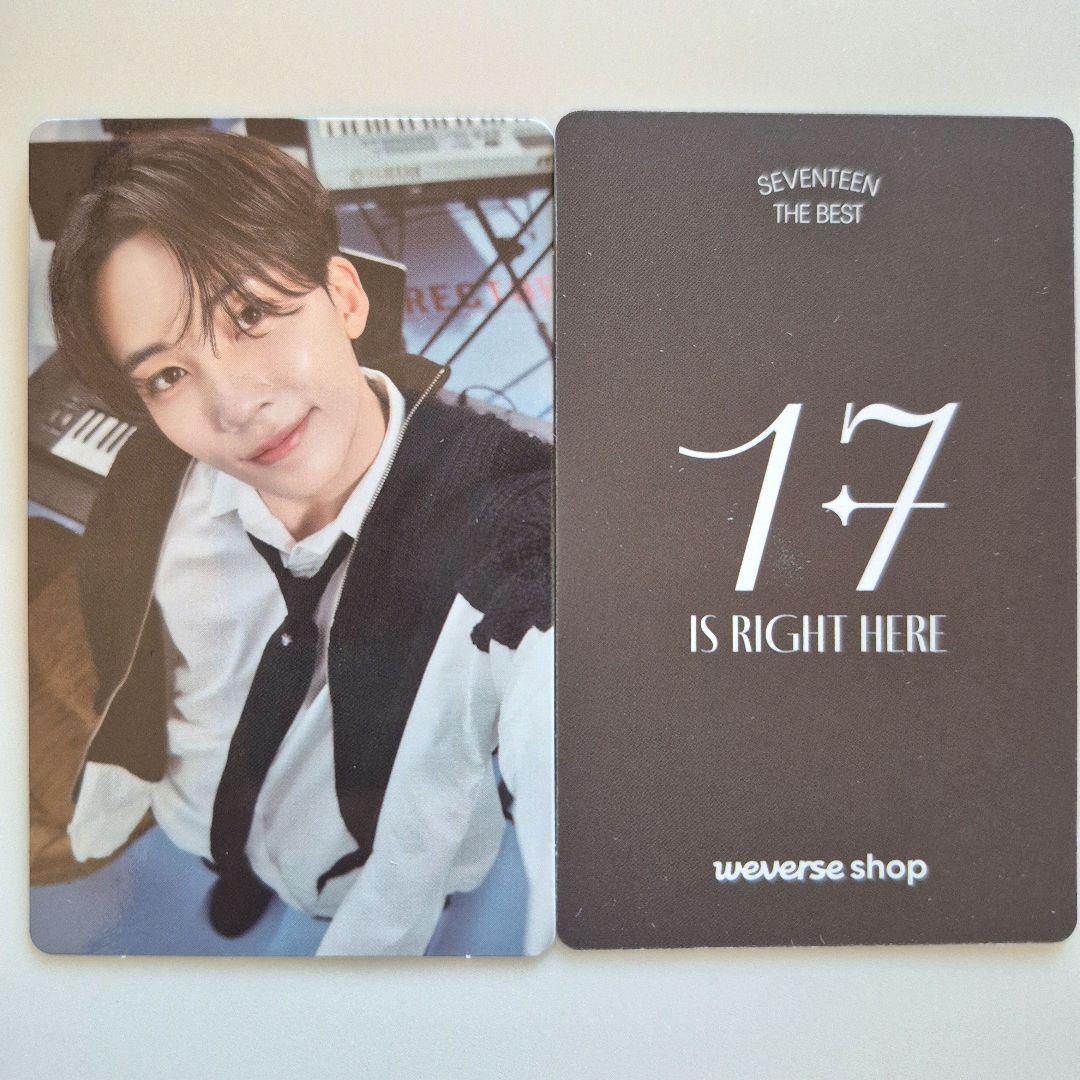 SEVENTEEN
THE BEST
17
IS RIGHT HERE
weverse shop